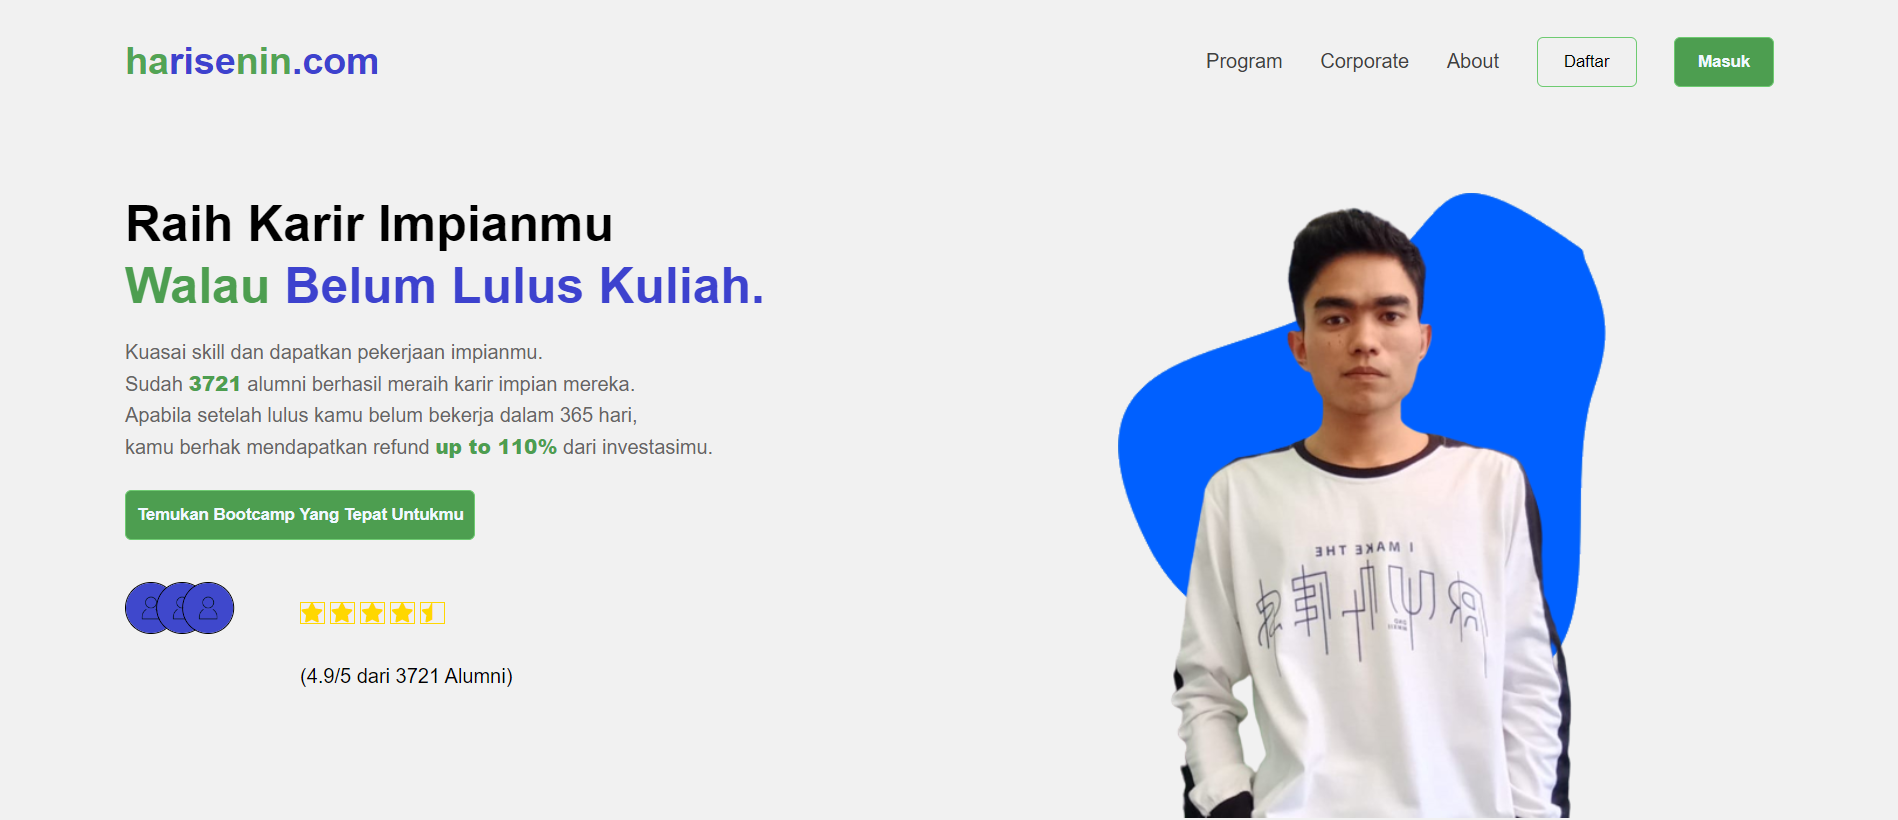 harisenin.com
Program Corporate About Daftar Masuk
Raih Karir Impianmu
Walau Belum Lulus Kuliah.
Kuasai skill dan dapatkan pekerjaan impianmu.
Sudah 3721 alumni berhasil meraih karir impian mereka.
Apabila setelah lulus kamu belum bekerja dalam 365 hari,
kamu berhak mendapatkan refund up to 110% dari investasimu.
Temukan Bootcamp Yang Tepat Untukmu
(4.9/5 dari 3721 Alumni)
I MAKE THE
RULES